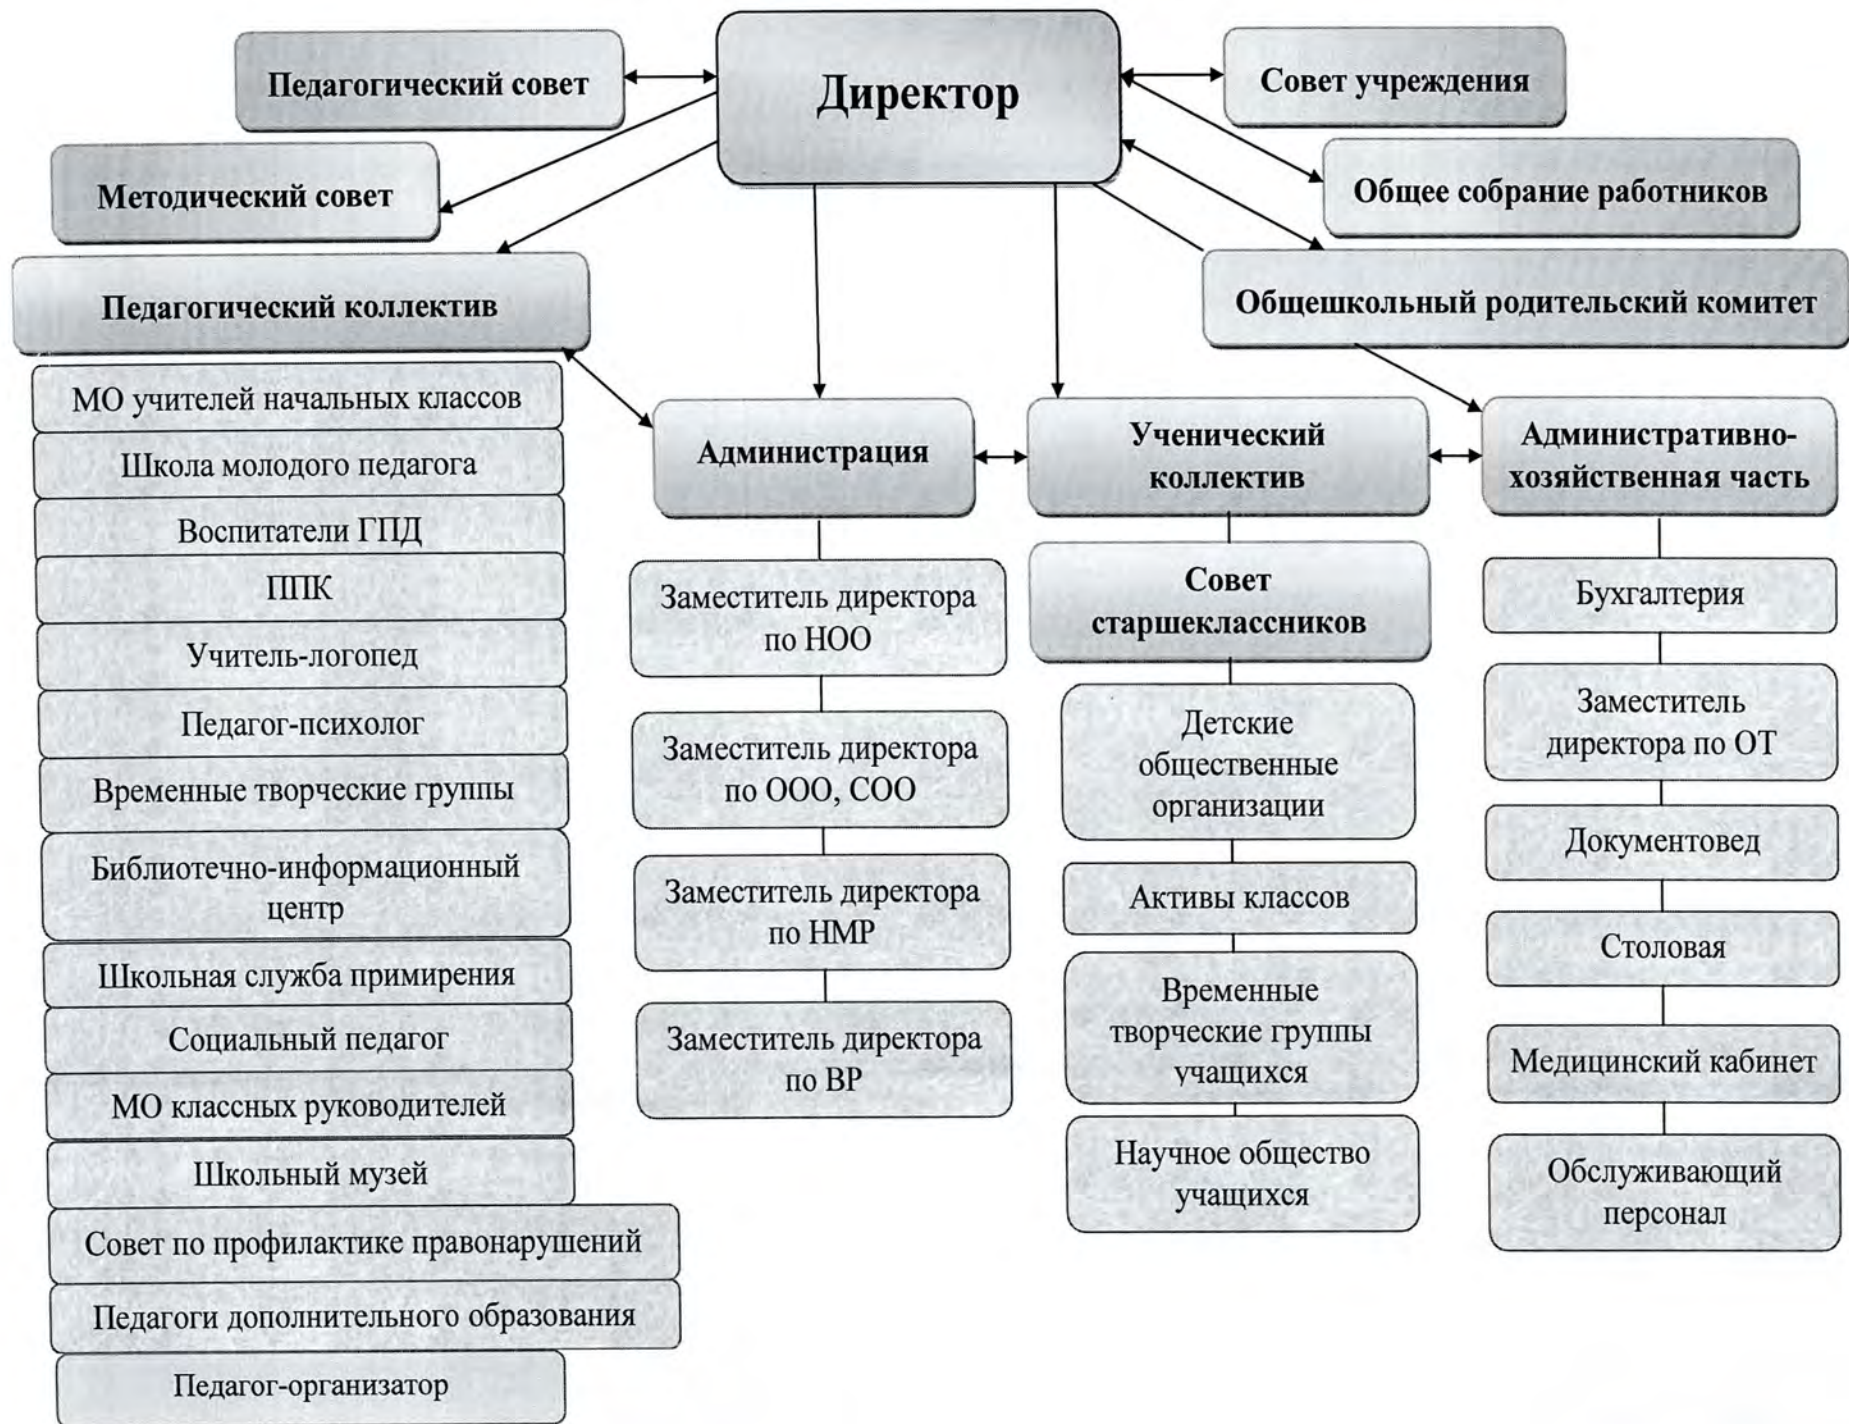 Директор
Педагогический совет
Совет учреждения
Методический совет
Общее собрание работников
Педагогический коллектив
Общешкольный родительский комитет
МО учителей начальных классов
Школа молодого педагога
Воспитатели ГПД
ППК
Учитель-логопед
Педагог-психолог
Временные творческие группы
Библиотечно-информационный
центр
Школьная служба примирения
Социальный педагог
МО классных руководителей
Школьный музей
Совет по профилактике правонарушений
Педагоги дополнительного образования
Педагог-организатор
Администрация
Заместитель директора
по НОО
Заместитель директора
по ООО, СОО
Заместитель директора
по НМР
Заместитель директора
по ВР
Ученический
коллектив
Совет
старшеклассников
Детские
общественные
организации
Активы классов
Временные
творческие группы
учащихся
Научное общество
учащихся
Административно-
хозяйственная часть
Бухгалтерия
Заместитель
директора по ОТ
Документовед
Столовая
Медицинский кабинет
Обслуживающий
персонал